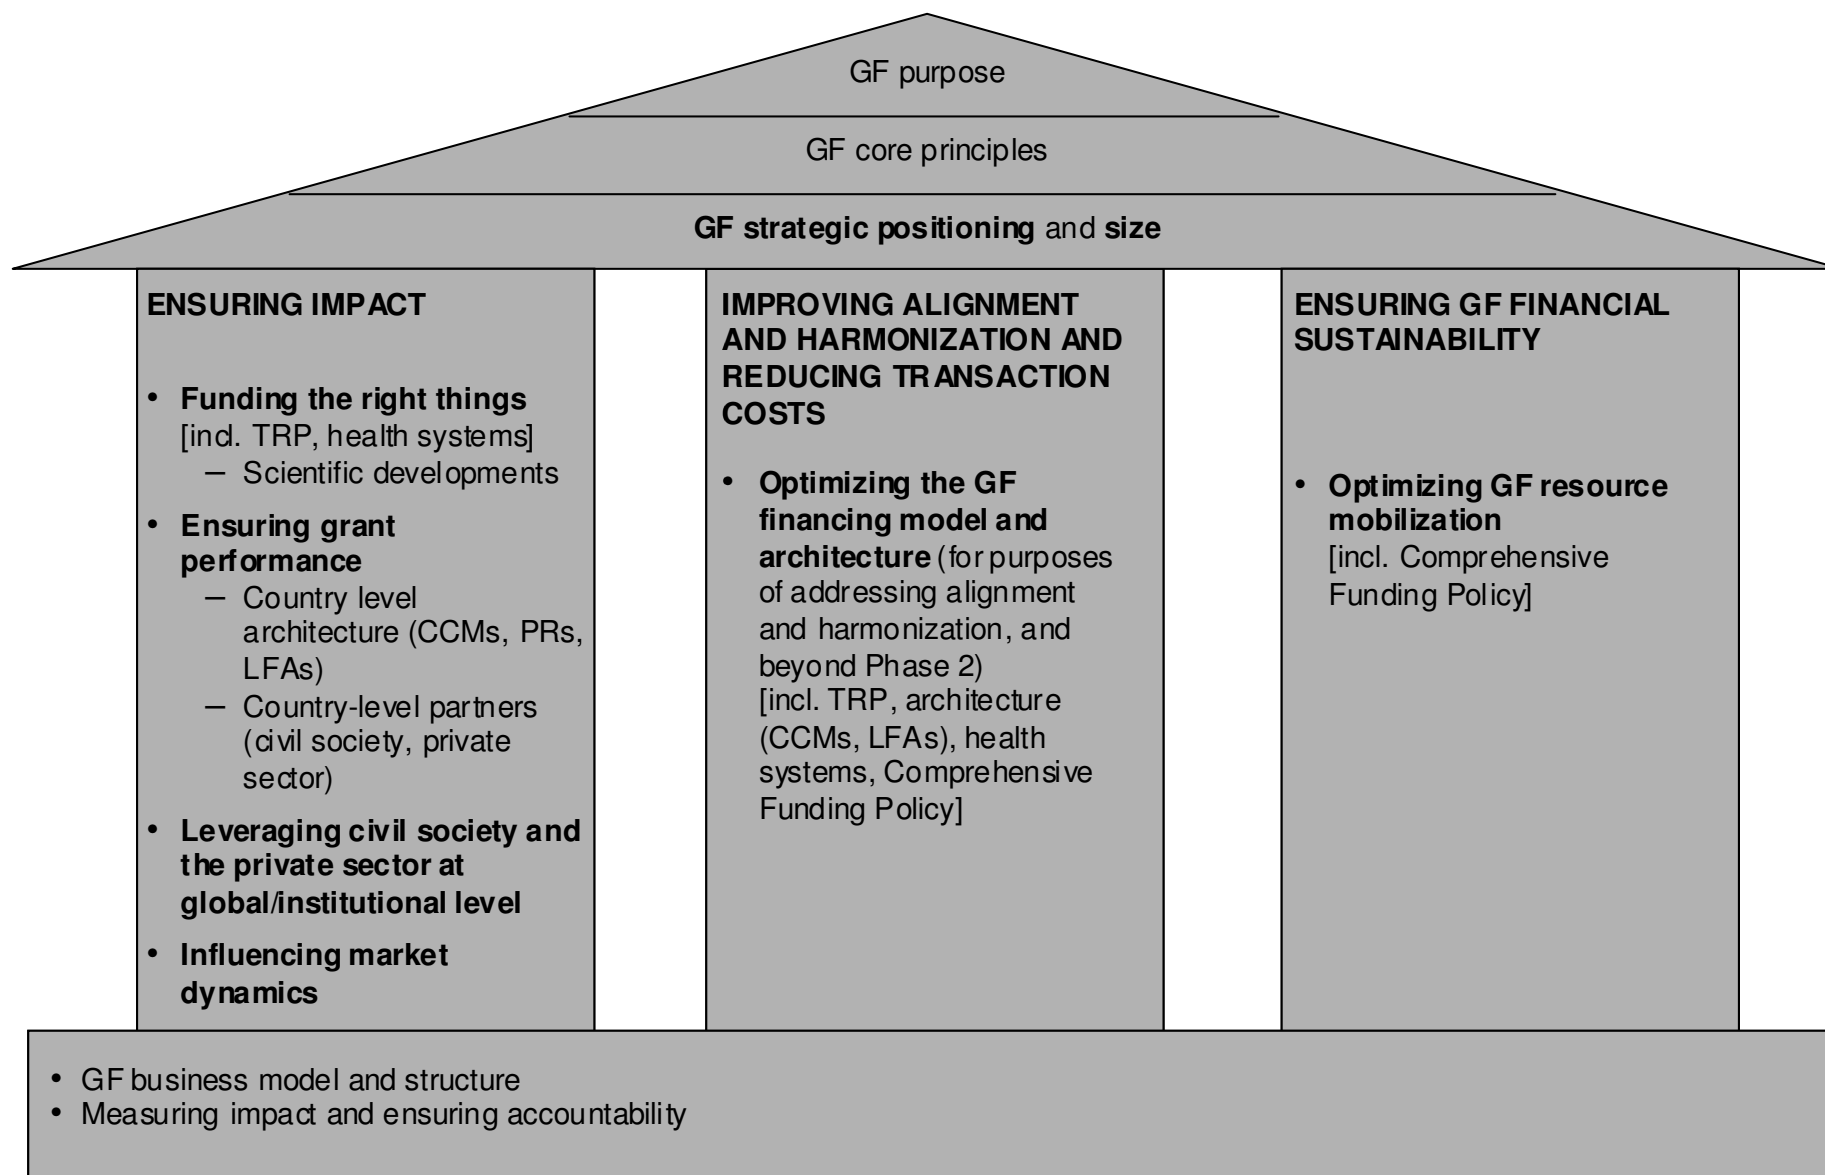 GF purpose
GF core principles
GF strategic positioning and size
ENSURING IMPACT
• Funding the right things
[incl. TRP, health systems]
– Scientific developments
• Ensuring grant
performance
– Country level
architecture (CCMs, PRs,
LFAs)
– Country-level partners
(civil society, private
sector)
• Leveraging civil society and
the private sector at
global/institutional level
• Influencing market
dynamics
IMPROVING ALIGNMENT
AND HARMONIZATION AND
REDUCING TRANSACTION
COSTS
• Optimizing the GF
financing model and
architecture (for purposes
of addressing alignment
and harmonization, and
beyond Phase 2)
[incl. TRP, architecture
(CCMs, LFAs), health
systems, Comprehensive
Funding Policy]
ENSURING GF FINANCIAL
SUSTAINABILITY
• Optimizing GF resource
mobilization
[incl. Comprehensive
Funding Policy]
• GF business model and structure
• Measuring impact and ensuring accountability